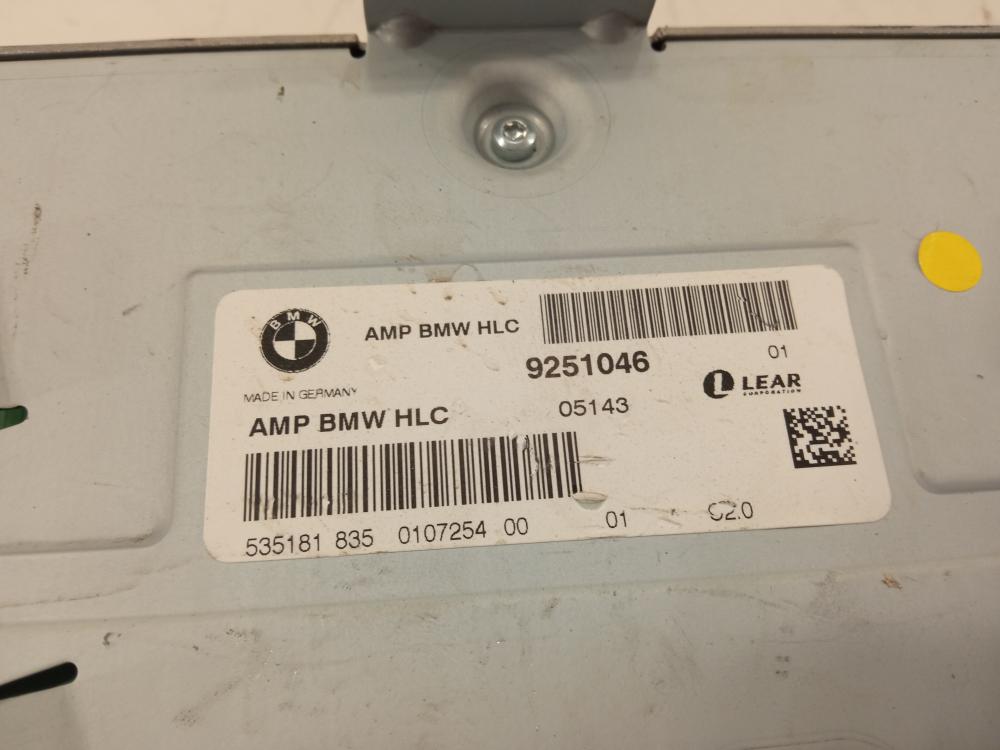 BMW
AMP BMW HLC
9251046
01
MADE IN GERMANY
LEAR
CORPORATION
AMP BMW HLC
05143
535181 835 0107254 00 01 S2.0